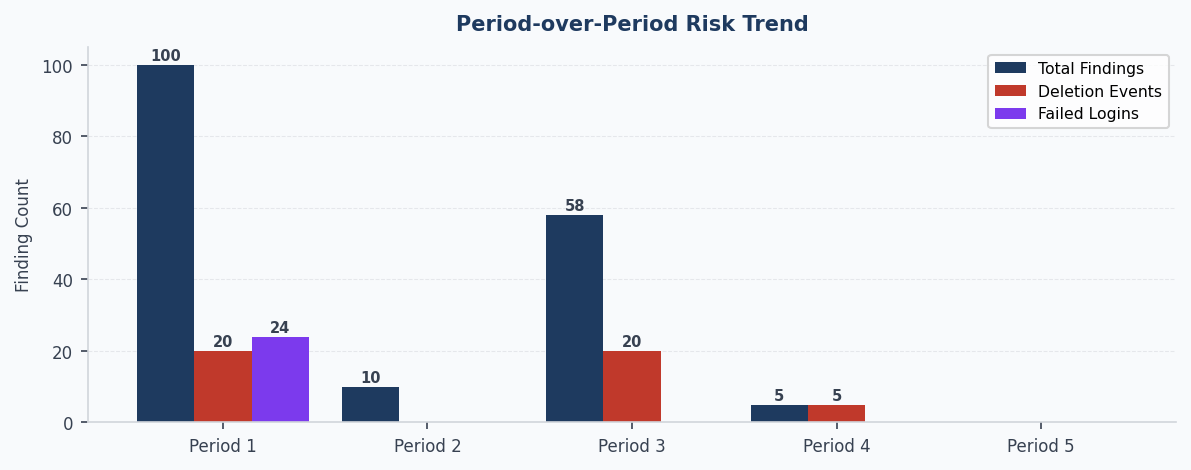 Period-over-Period Risk Trend
Total Findings
Deletion Events
Failed Logins
Finding Count
100
80
60
40
20
0
100
20
24
10
58
20
5
5
Period 1
Period 2
Period 3
Period 4
Period 5